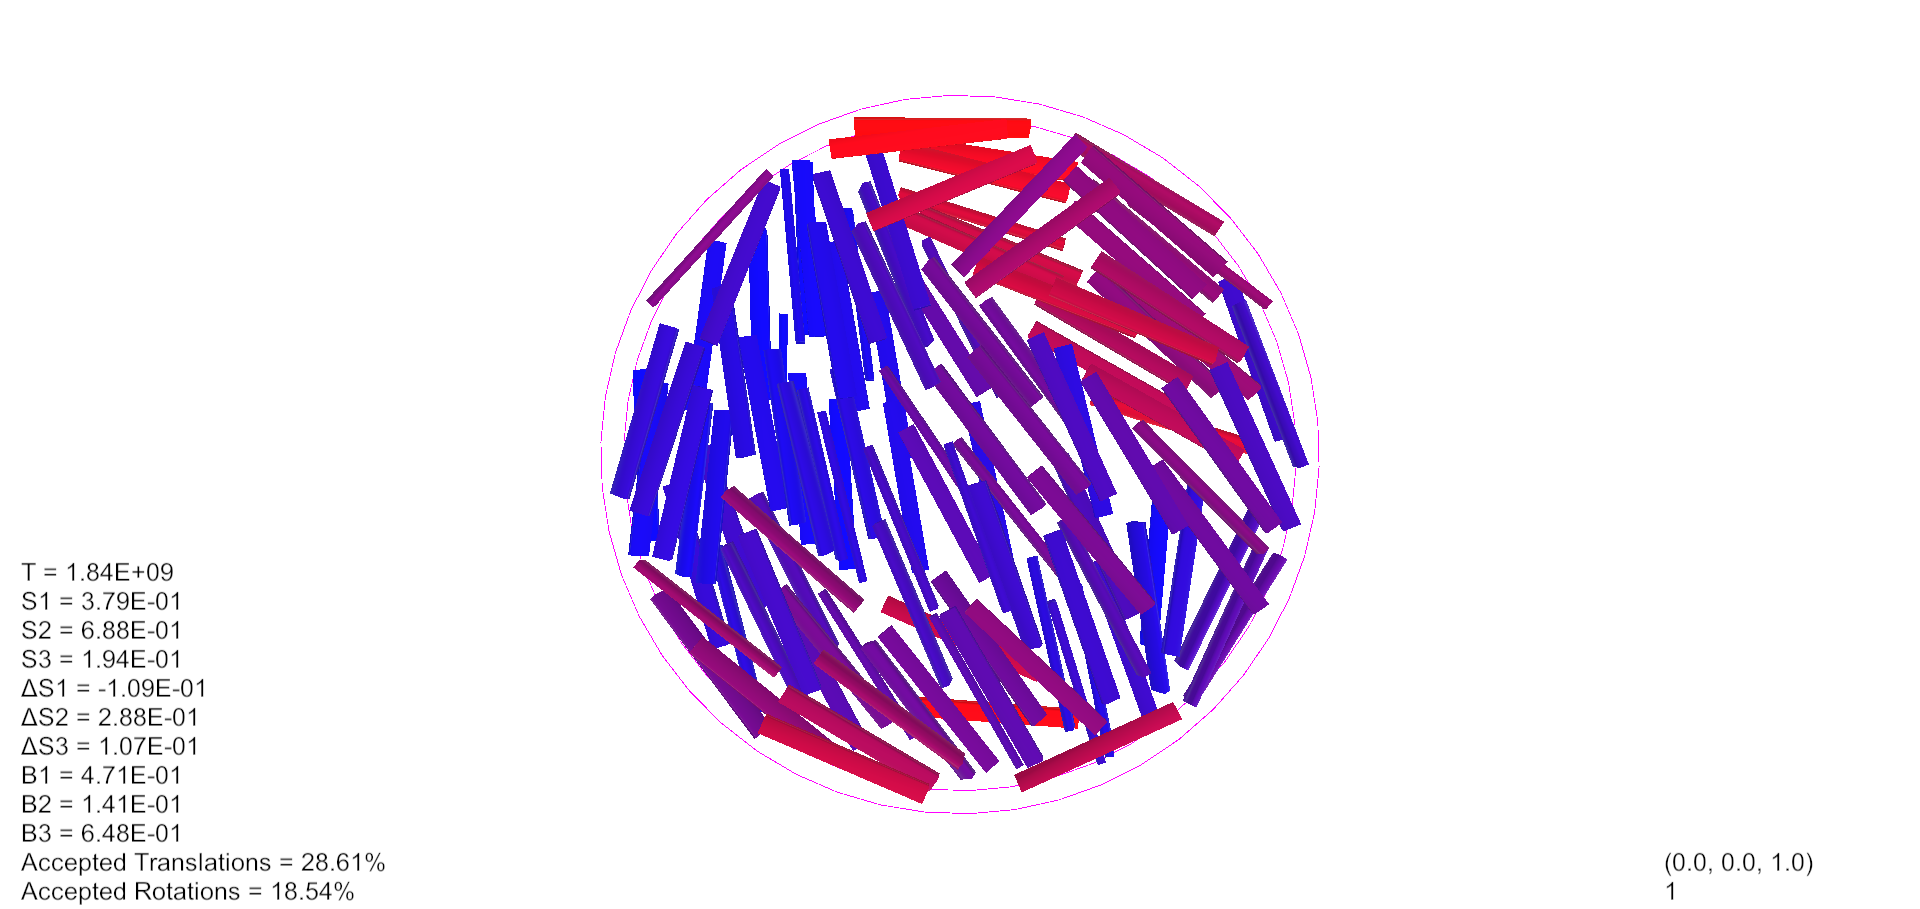 T = 1.84E+09
S1 = 3.79E-01
S2 = 6.88E-01
S3 = 1.94E-01
ΔS1 = -1.09E-01
ΔS2 = 2.88E-01
ΔS3 = 1.07E-01
B1 = 4.71E-01
B2 = 1.41E-01
B3 = 6.48E-01
Accepted Translations = 28.61%
Accepted Rotations = 18.54%
(0.0, 0.0, 1.0)
1